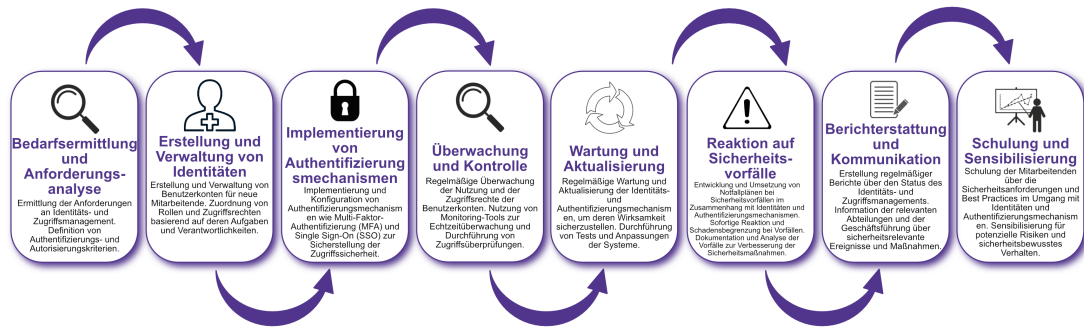 Bedarfsermittlung
und
Anforderungs-
analyse
Ermittlung der Anforderungen
an Identitäts- und
Zugriffsmanagement.
Definition von
Authentifizierungs- und
Autorisierungskriterien.
Erstellung und
Verwaltung von
Identitäten
Erstellung und Verwaltung von
Benutzerkonten für neue
Mitarbeitende. Zuordnung von
Rollen und Zugriffsrechten
basierend auf deren Aufgaben
und Verantwortlichkeiten.
Implementierung
von
Authentifizierung
smechanismen
Implementierung und
Konfiguration von
Authentifizierungsmechanism
en wie Multi-Faktor-
Authentifizierung (MFA) und
Single Sign-On (SSO) zur
Sicherstellung der
Zugriffssicherheit.
Überwachung
und Kontrolle
Regelmäßige Überwachung
der Nutzung und der
Zugriffsrechte der
Benutzerkonten. Nutzung von
Monitoring-Tools zur
Echtzeitüberwachung und
Durchführung von
Zugriffsüberprüfungen.
Wartung und
Aktualisierung
Regelmäßige Wartung und
Aktualisierung der Identitäts-
und
Authentifizierungsmechanism
en, um deren Wirksamkeit
sicherzustellen. Durchführung
von Tests und Anpassungen
der Systeme.
Reaktion auf
Sicherheits-
vorfälle
Entwicklung und Umsetzung von
Notfallplänen bei
Sicherheitsvorfällen im
Zusammenhang mit Identitäten und
Authentifizierungsmechanismen.
Sofortige Reaktion und
Schadensbegrenzung bei Vorfällen.
Dokumentation und Analyse der
Vorfälle zur Verbesserung der
Sicherheitsmaßnahmen.
Berichterstattung
und
Kommunikation
Erstellung regelmäßiger
Berichte über den Status des
Identitäts- und
Zugriffsmanagements.
Information der relevanten
Abteilungen und der
Geschäftsführung über
sicherheitsrelevante
Ereignisse und Maßnahmen.
Schulung und
Sensibilisierung
Schulung der Mitarbeitenden
über die
Sicherheitsanforderungen und
Best Practices im Umgang mit
Identitäten und
Authentifizierungsmechanism
en. Sensibilisierung für
potenzielle Risiken und
sicherheitsbewusstes
Verhalten.